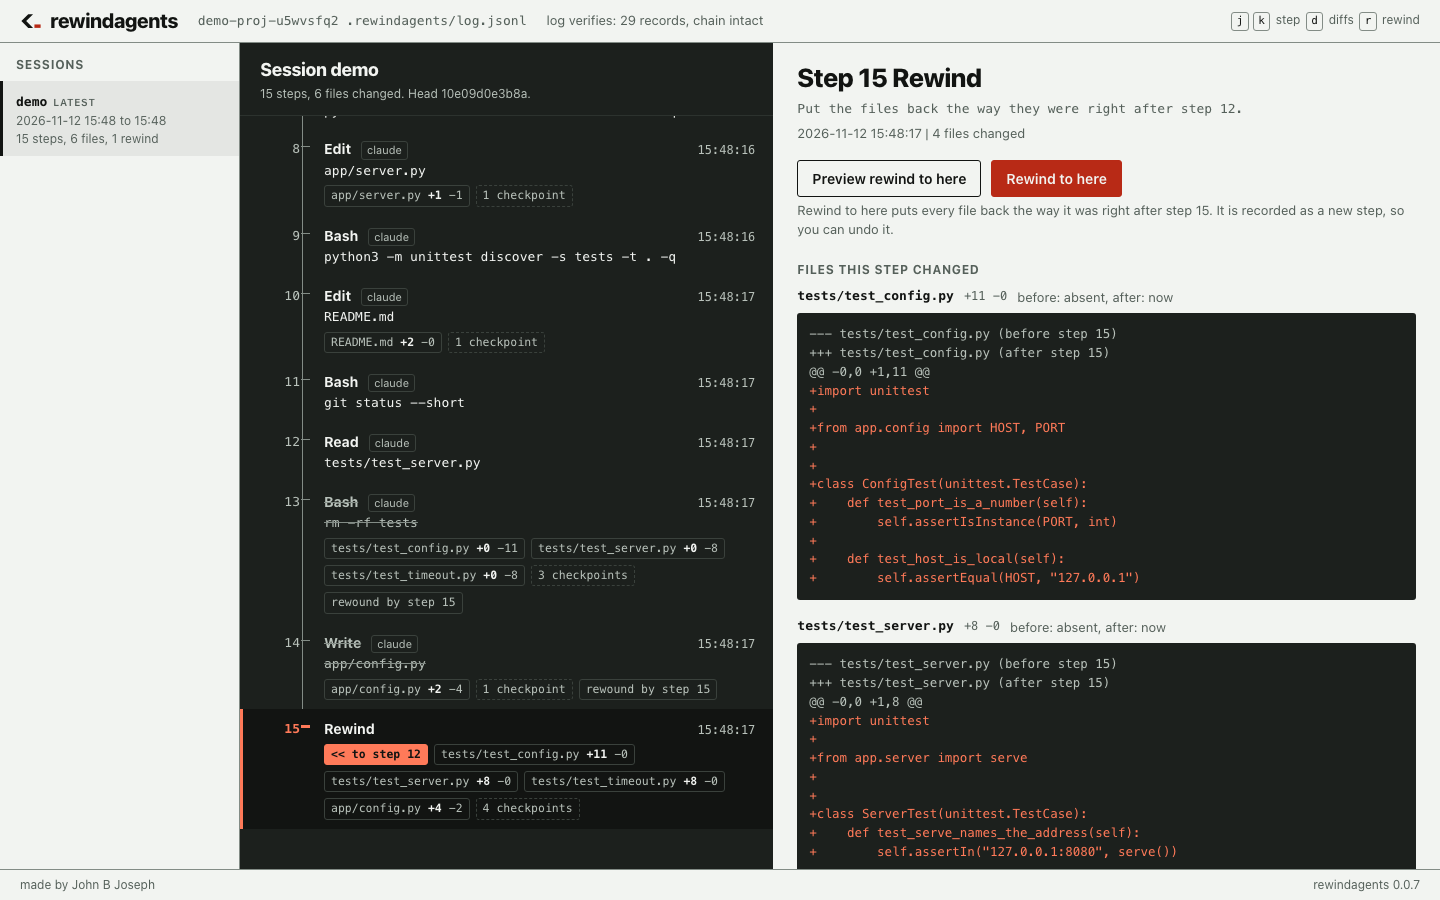 rewindagents demo-proj-u5wvsfq2 .rewindagents/log.jsonl log verifies: 29 records, chain intact j k step d diffs r rewind
SESSIONS
demo LATEST
2026-11-12 15:48 to 15:48
15 steps, 6 files, 1 rewind
Session demo
15 steps, 6 files changed. Head 10e09d0e3b8a.
8 Edit claude 15:48:16
app/server.py
app/server.py +1 −1 1 checkpoint
9 Bash claude 15:48:16
python3 −m unittest discover −s tests −t . −q
10 Edit claude 15:48:17
README.md
README.md +2 −0 1 checkpoint
11 Bash claude 15:48:17
git status −−short
12 Read claude 15:48:17
tests/test_server.py
13 Bash claude 15:48:17
rm −rf tests
tests/test_config.py +0 −11 tests/test_server.py +0 −8
tests/test_timeout.py +0 −8 3 checkpoints
rewound by step 15
14 Write claude 15:48:17
app/config.py
app/config.py +2 −4 1 checkpoint rewound by step 15
15 Rewind 15:48:17
<< to step 12 tests/test_config.py +11 −0
tests/test_server.py +8 −0 tests/test_timeout.py +8 −0
app/config.py +4 −2 4 checkpoints
Step 15 Rewind
Put the files back the way they were right after step 12.
2026-11-12 15:48:17 | 4 files changed
Preview rewind to here Rewind to here
Rewind to here puts every file back the way it was right after step 15. It is recorded as a new step, so
you can undo it.
FILES THIS STEP CHANGED
tests/test_config.py +11 −0 before: absent, after: now
−−− tests/test_config.py (before step 15)
+++ tests/test_config.py (after step 15)
@@ −0,0 +1,11 @@
+import unittest
+
+from app.config import HOST, PORT
+
+
+class ConfigTest(unittest.TestCase):
+    def test_port_is_a_number(self):
+        self.assertIsInstance(PORT, int)
+
+    def test_host_is_local(self):
+        self.assertEqual(HOST, "127.0.0.1")
tests/test_server.py +8 −0 before: absent, after: now
−−− tests/test_server.py (before step 15)
+++ tests/test_server.py (after step 15)
@@ −0,0 +1,8 @@
+import unittest
+
+from app.server import serve
+
+
+class ServerTest(unittest.TestCase):
+    def test_serve_names_the_address(self):
+        self.assertIn("127.0.0.1:8080", serve())
made by John B Joseph rewindagents 0.0.7